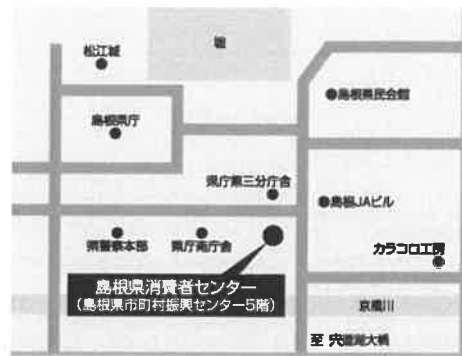 堀
松江城
島根県民会館
島根県庁
県庁第三分庁舎
島根JAビル
県警察本部
県庁南庁舎
カラコロ工房
島根県消費者センター
(島根県市町村振興センター5階)
京橋川
至 宍道湖大橋